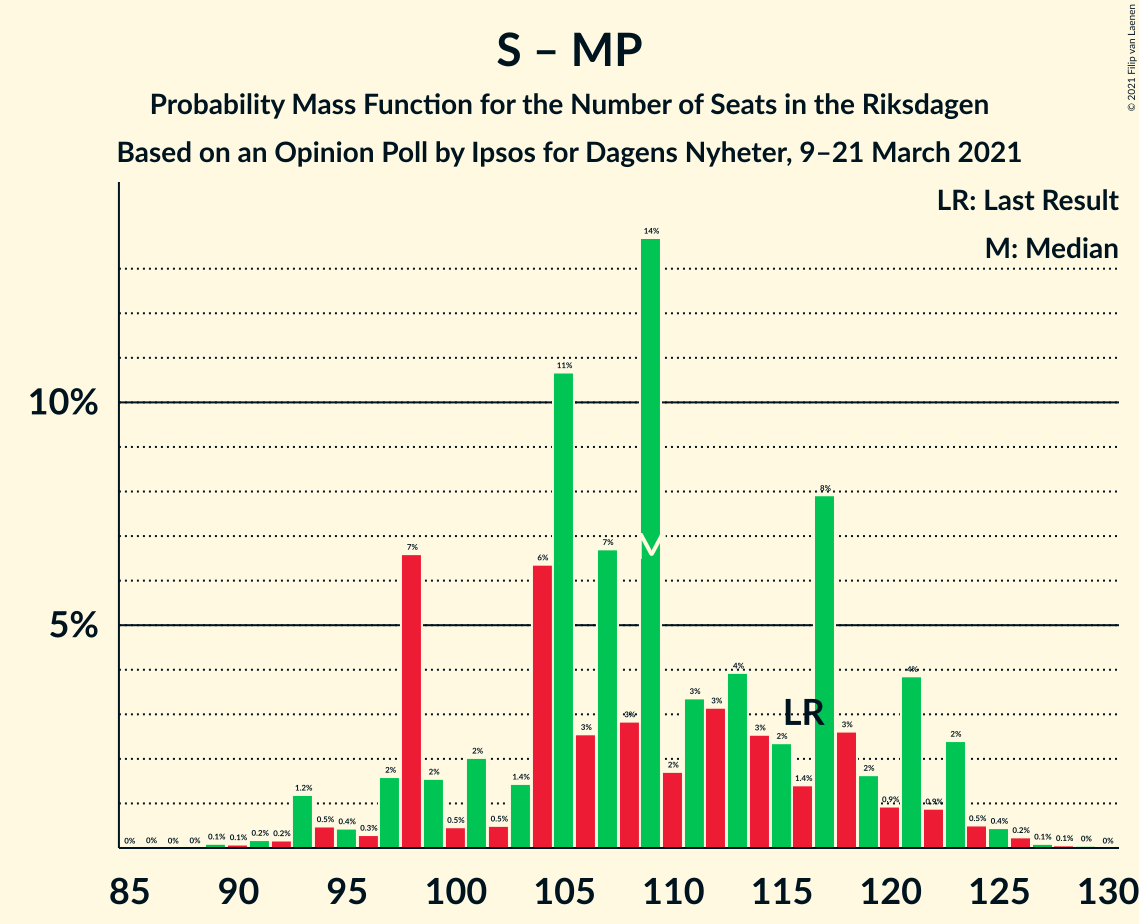 S – MP
Probability Mass Function for the Number of Seats in the Riksdagen
Based on an Opinion Poll by Ipsos for Dagens Nyheter, 9–21 March 2021
© 2021 Filip van Laenen
LR: Last Result
M: Median
10%
5%
0% 0% 0% 0% 0.1% 0.1% 0.2% 0.2% 1.2% 0.5% 0.4% 0.3% 2% 7% 2% 0.5% 2% 0.5% 1.4% 6% 11% 3% 7% 3% 14% 2% 3% 3% 4% 3% 2% 1.4% 8% 3% 2% 0.9% 4% 0.9% 2% 0.5% 0.4% 0.2% 0.1% 0.1% 0% 0%
M
LR
85 90 95 100 105 110 115 120 125 130